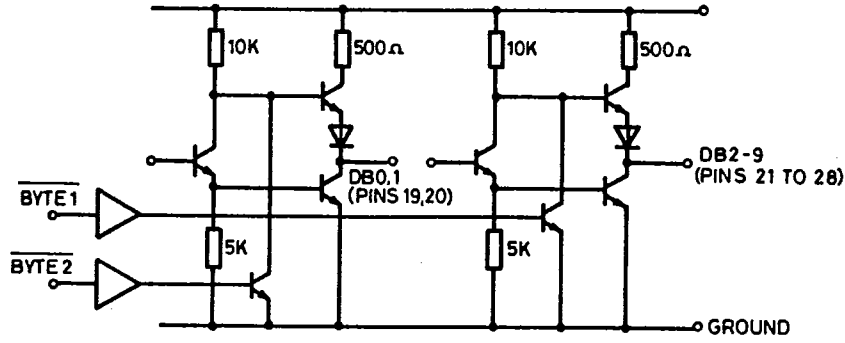 10K
500Ω
10K
500Ω
DB0,1
(PINS 19,20)
DB2-9
(PINS 21 TO 28)
BYTE1
5K
5K
BYTE2
GROUND